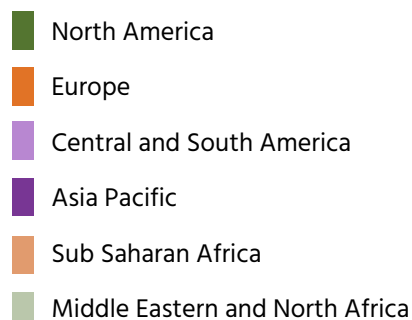 North America
Europe
Central and South America
Asia Pacific
Sub Saharan Africa
Middle Eastern and North Africa